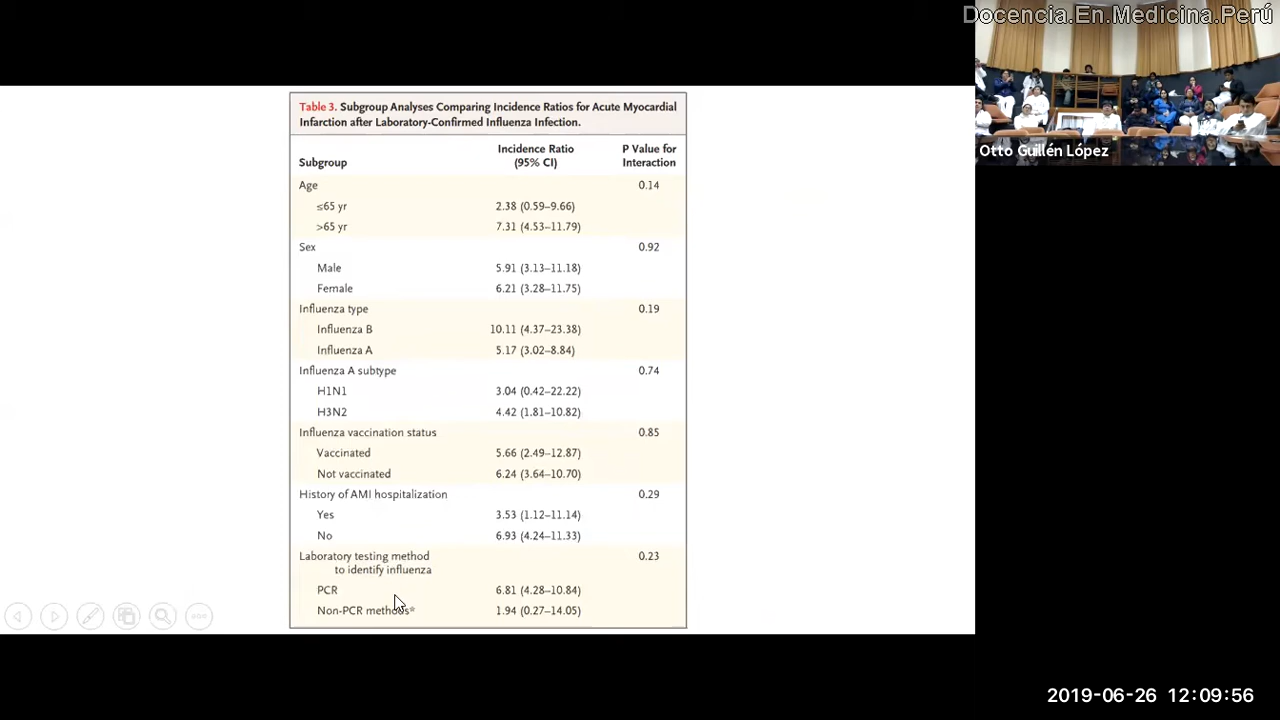 Docencia.En.Medicina.Perú
Otto Guillén López
Table 3. Subgroup Analyses Comparing Incidence Ratios for Acute Myocardial
Infarction after Laboratory-Confirmed Influenza Infection.
Subgroup Incidence Ratio (95% CI) P Value for Interaction
Age 0.14
≤65 yr 2.38 (0.59–9.66)
>65 yr 7.31 (4.53–11.79)
Sex 0.92
Male 5.91 (3.13–11.18)
Female 6.21 (3.28–11.75)
Influenza type 0.19
Influenza B 10.11 (4.37–23.38)
Influenza A 5.17 (3.02–8.84)
Influenza A subtype 0.74
H1N1 3.04 (0.42–22.22)
H3N2 4.42 (1.81–10.82)
Influenza vaccination status 0.85
Vaccinated 5.66 (2.49–12.87)
Not vaccinated 6.24 (3.64–10.70)
History of AMI hospitalization 0.29
Yes 3.53 (1.12–11.14)
No 6.93 (4.24–11.33)
Laboratory testing method 0.23
to identify influenza
PCR 6.81 (4.28–10.84)
Non-PCR methods* 1.94 (0.27–14.05)
2019-06-26 12:09:56